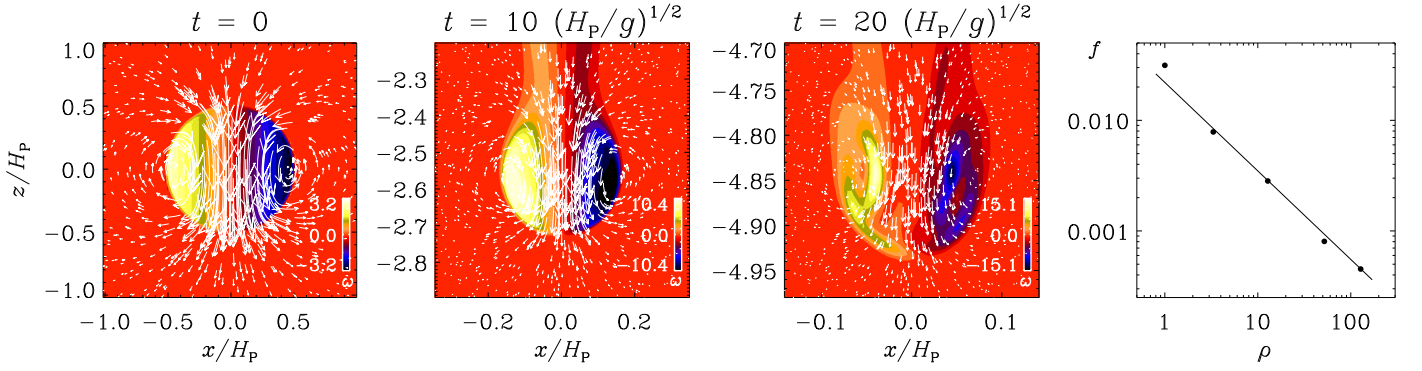 t = 0
t = 10 (H_P/g)^{1/2}
t = 20 (H_P/g)^{1/2}
1.0
0.5
0.0
−0.5
−1.0
z/H_P
3.2
0.0
−3.2
ω
−1.0 −0.5 0.0 0.5
x/H_P
−2.3
−2.4
−2.5
−2.6
−2.7
−2.8
10.4
0.0
−10.4
ω
−0.2 0.0 0.2
x/H_P
−4.70
−4.75
−4.80
−4.85
−4.90
−4.95
15.1
0.0
−15.1
ω
−0.1 0.0 0.1
x/H_P
f
0.010
0.001
1 10 100
ρ